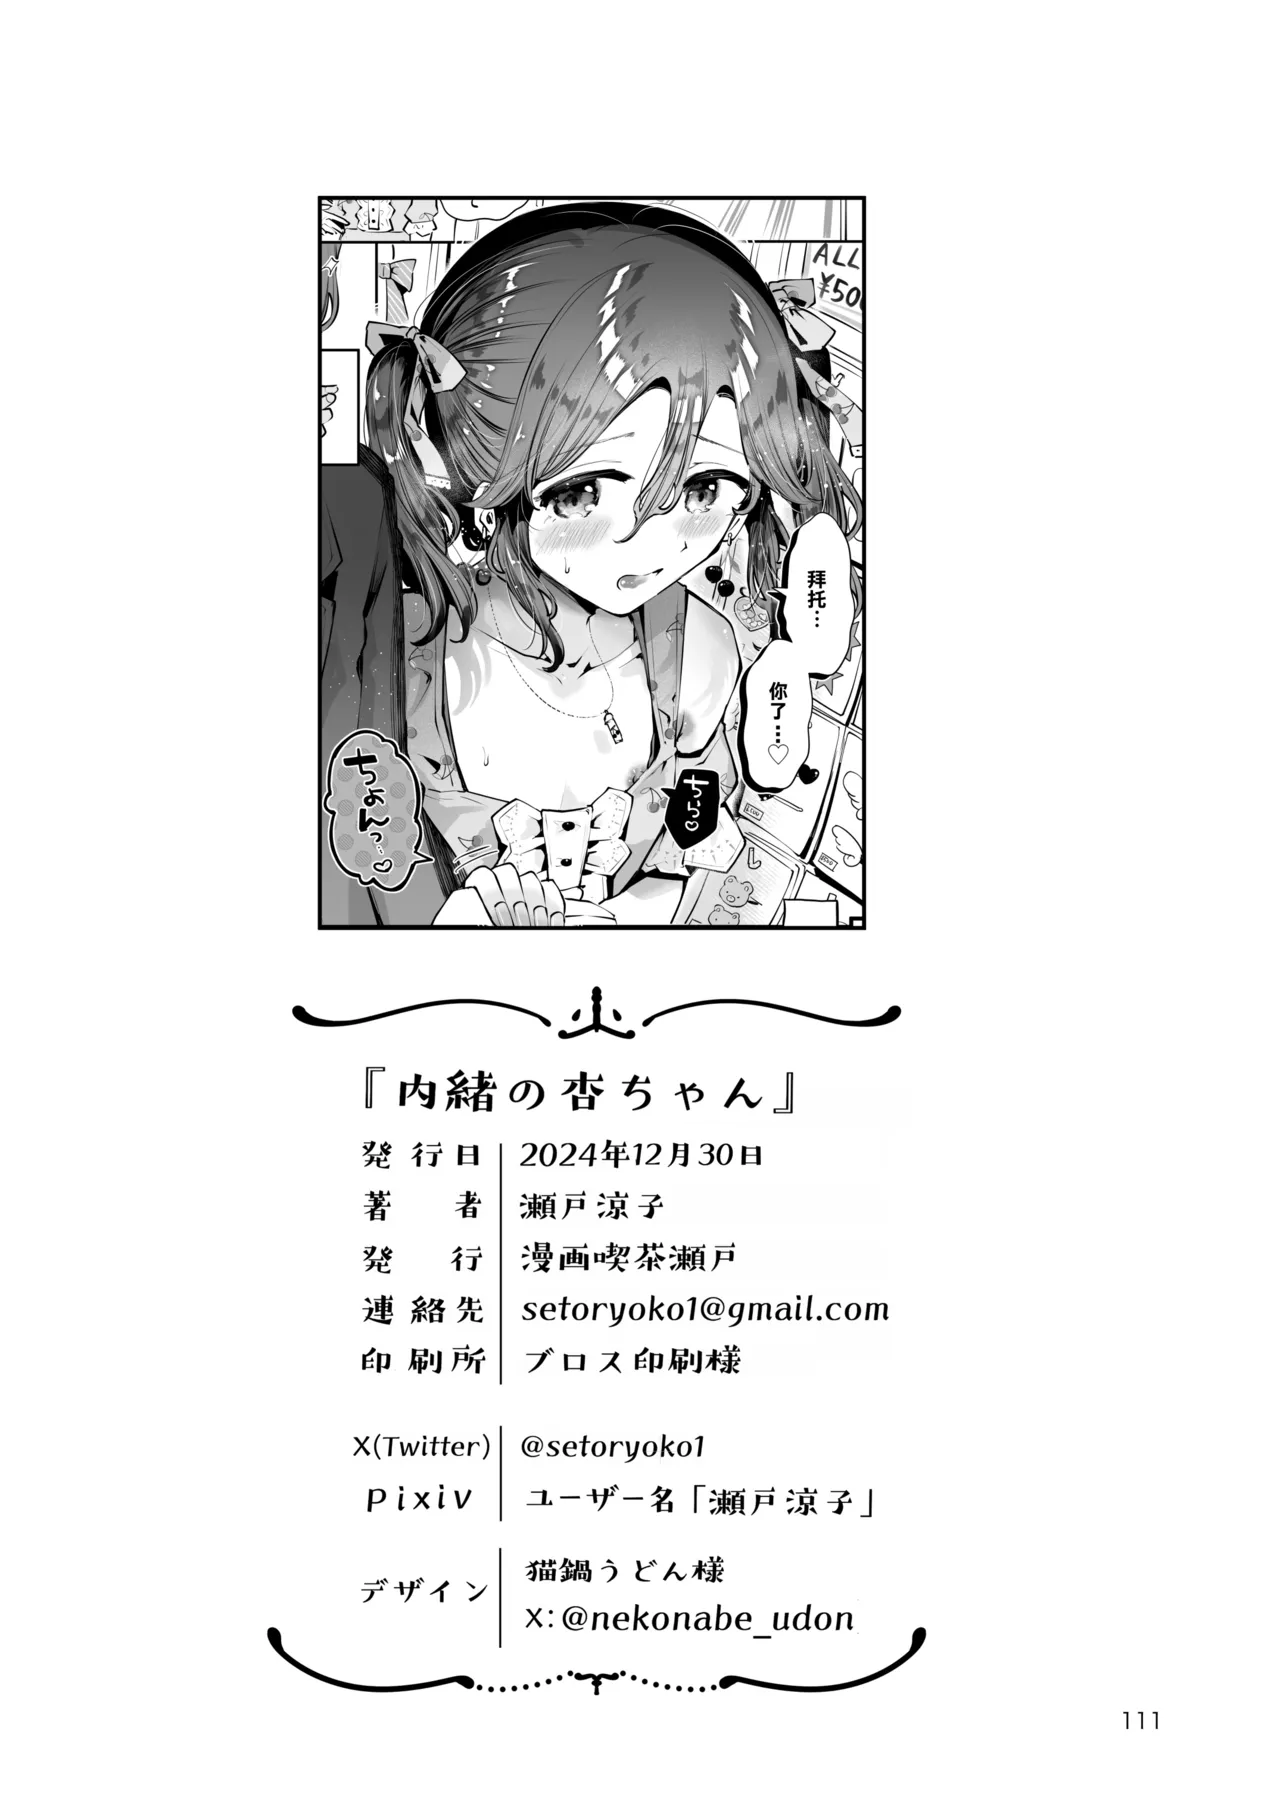 ALL
¥500
拜托…
你了…♡
ちら♡
ちょんっ…♡
『内緒の杏ちゃん』
発行日 2024年12月30日
著者 瀬戸涼子
発行 漫画喫茶瀬戸
連絡先 setoryoko1@gmail.com
印刷所 ブロス印刷様
X(Twitter) @setoryoko1
Pixiv ユーザー名「瀬戸涼子」
デザイン 猫鍋うどん様
X:@nekonabe_udon
111